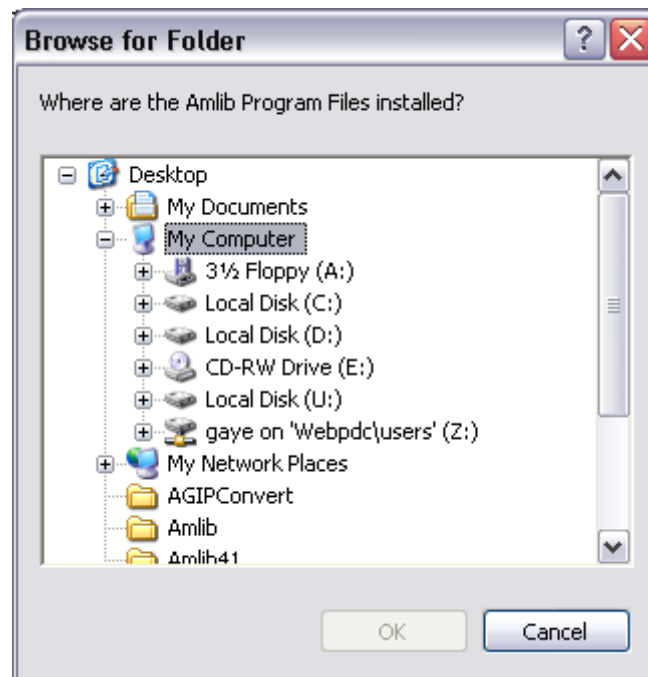 Browse for Folder
Where are the Amlib Program Files installed?
Desktop
My Documents
My Computer
3½ Floppy (A:)
Local Disk (C:)
Local Disk (D:)
CD-RW Drive (E:)
Local Disk (U:)
gaye on 'Webpdc\users' (Z:)
My Network Places
AGIPConvert
Amlib
Amlib41
OK Cancel